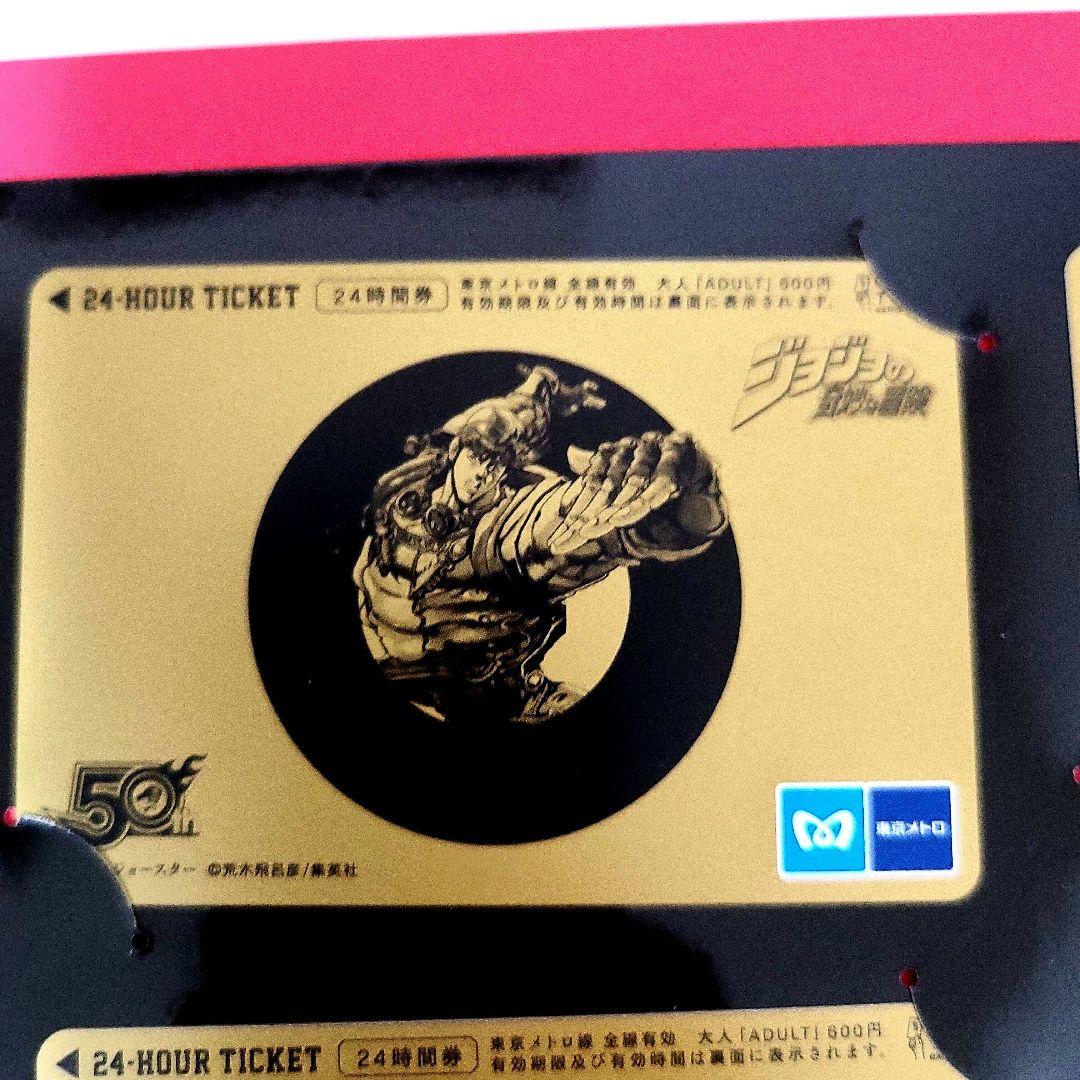 ◀ 24-HOUR TICKET 24時間券 東京メトロ線 全線有効 大人「ADULT」600円
有効期限及び有効時間は裏面に表示されます。
ジョジョの
奇妙な冒険
50th
東京メトロ
ジョースター ©荒木飛呂彦/集英社
◀ 24-HOUR TICKET 24時間券 東京メトロ線 全線有効 大人「ADULT」600円
有効期限及び有効時間は裏面に表示されます。